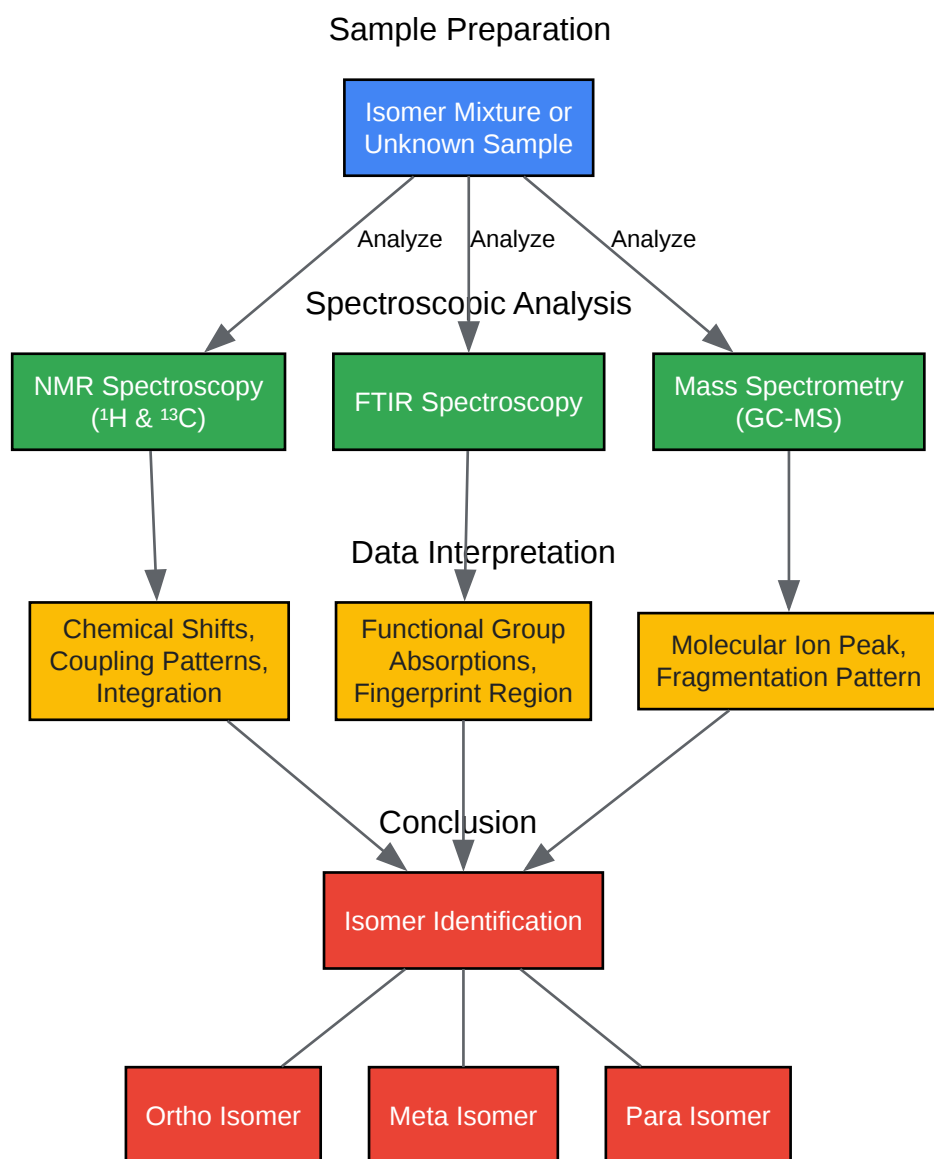 Sample Preparation
Isomer Mixture or
Unknown Sample
Analyze
Analyze
Analyze
Spectroscopic Analysis
NMR Spectroscopy
(¹H & ¹³C)
FTIR Spectroscopy
Mass Spectrometry
(GC-MS)
Data Interpretation
Chemical Shifts,
Coupling Patterns,
Integration
Functional Group
Absorptions,
Fingerprint Region
Molecular Ion Peak,
Fragmentation Pattern
Conclusion
Isomer Identification
Ortho Isomer
Meta Isomer
Para Isomer